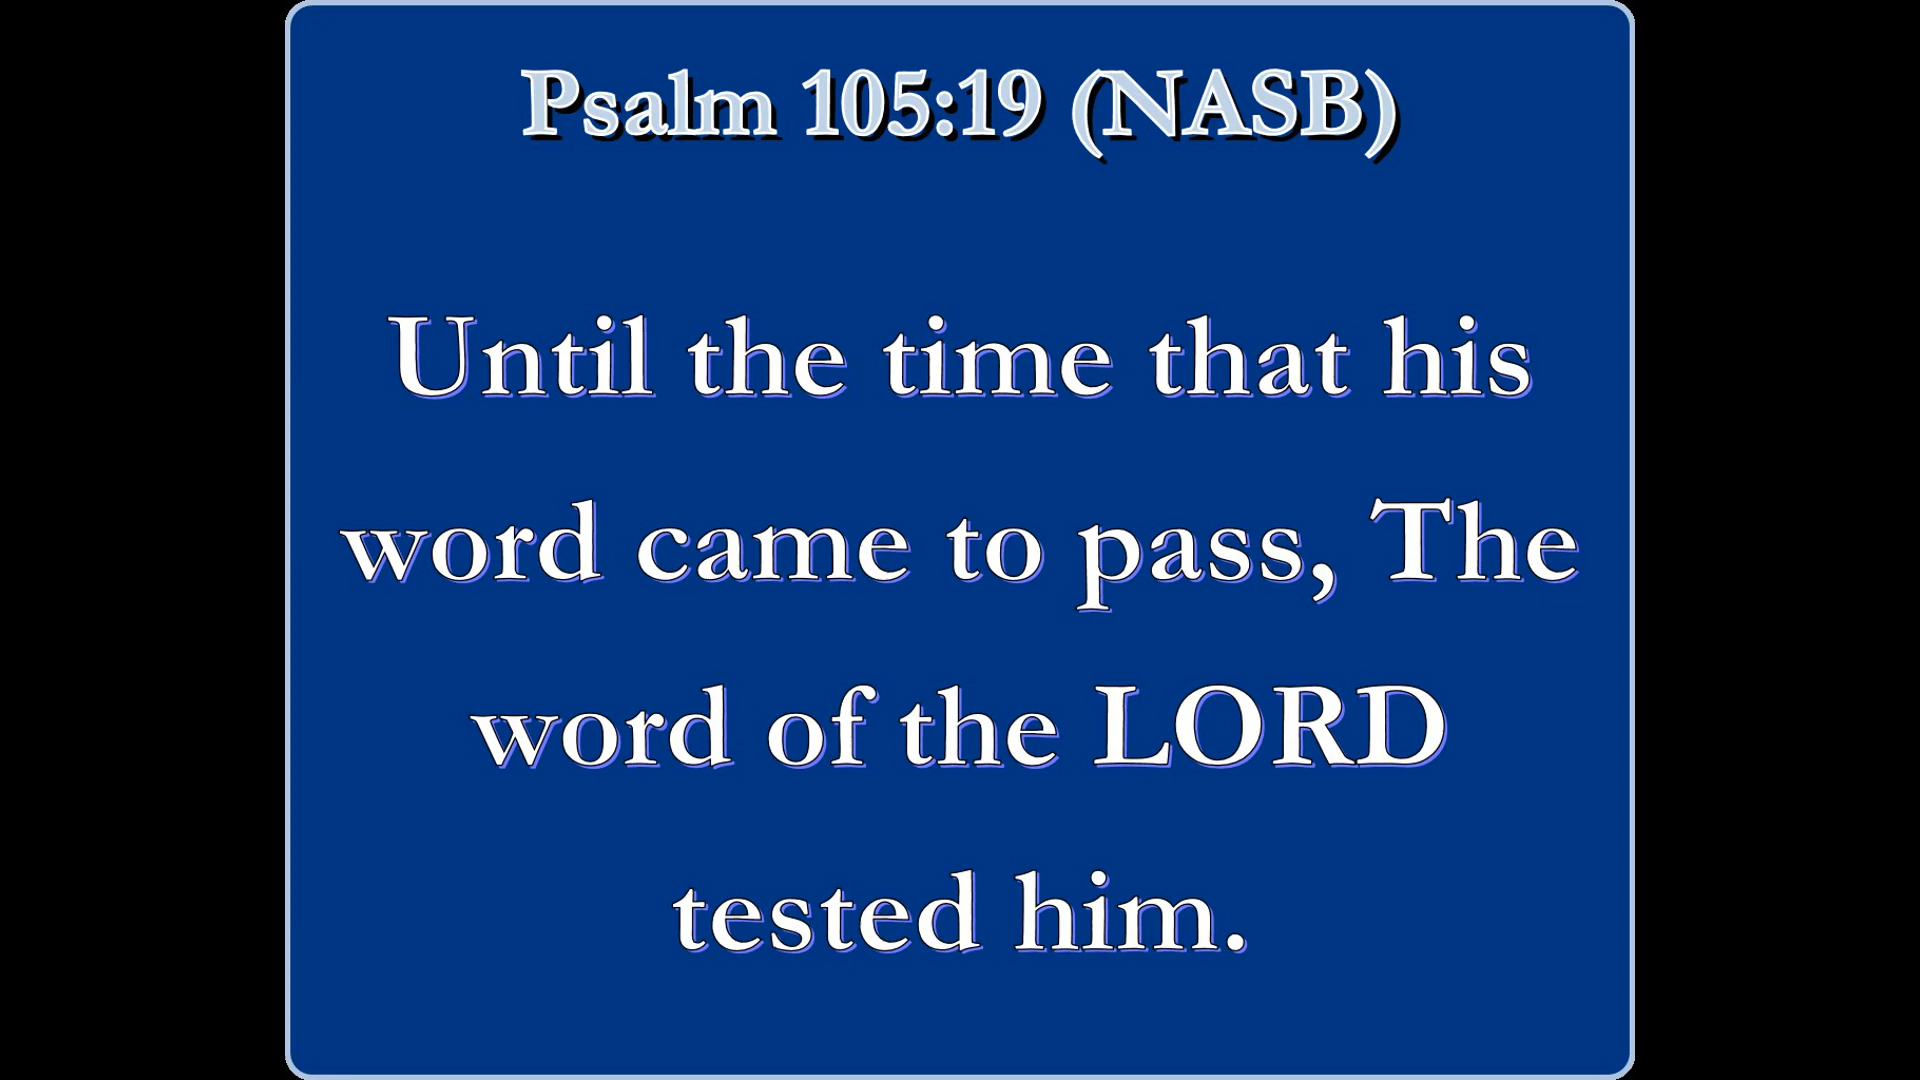 Psalm 105:19 (NASB)
Until the time that his
word came to pass, The
word of the LORD
tested him.